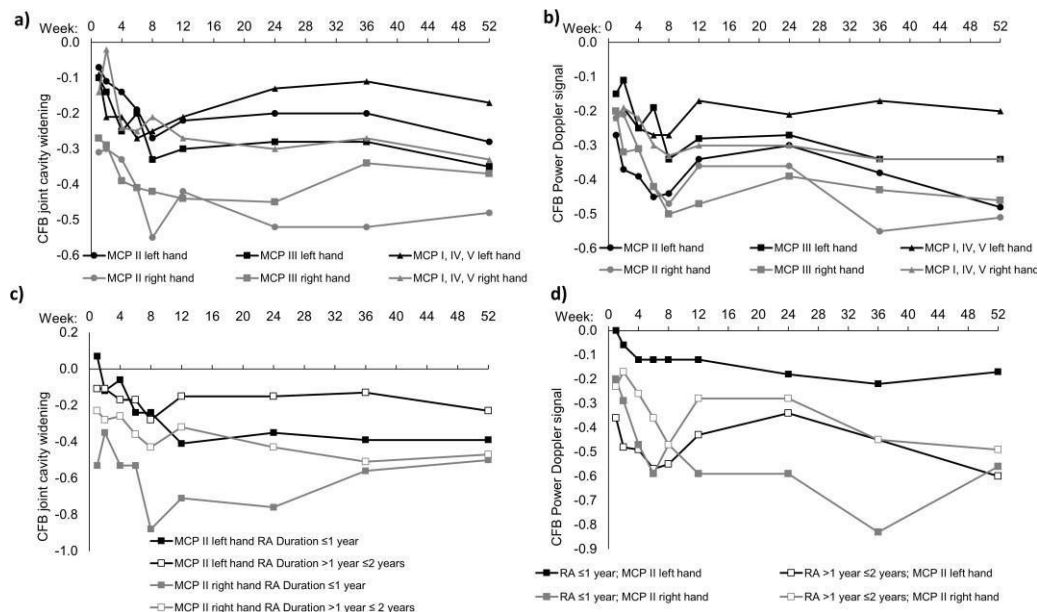 a)
Week: 0 4 8 12 16 20 24 28 32 36 40 44 48 52
0.0
-0.1
-0.2
-0.3
-0.4
-0.5
-0.6
CFB joint cavity widening
MCP II left hand MCP III left hand MCP I, IV, V left hand
MCP II right hand MCP III right hand MCP I, IV, V right hand
b)
Week: 0 4 8 12 16 20 24 28 32 36 40 44 48 52
0.0
-0.1
-0.2
-0.3
-0.4
-0.5
-0.6
CFB Power Doppler signal
MCP II left hand MCP III left hand MCP I, IV, V left hand
MCP II right hand MCP III right hand MCP I, IV, V right hand
c)
Week: 0 4 8 12 16 20 24 28 32 36 40 44 48 52
0.2
0.0
-0.2
-0.4
-0.6
-0.8
-1.0
CFB joint cavity widening
MCP II left hand RA Duration ≤1 year
MCP II left hand RA Duration >1 year ≤2 years
MCP II right hand RA Duration ≤1 year
MCP II right hand RA Duration >1 year ≤ 2 years
d)
Week: 0 4 8 12 16 20 24 28 32 36 40 44 48 52
0.0
-0.1
-0.2
-0.3
-0.4
-0.5
-0.6
-0.7
-0.8
-0.9
CFB Power Doppler signal
RA ≤1 year; MCP II left hand RA >1 year ≤2 years; MCP II left hand
RA ≤1 year; MCP II right hand RA >1 year ≤2 years; MCP II right hand